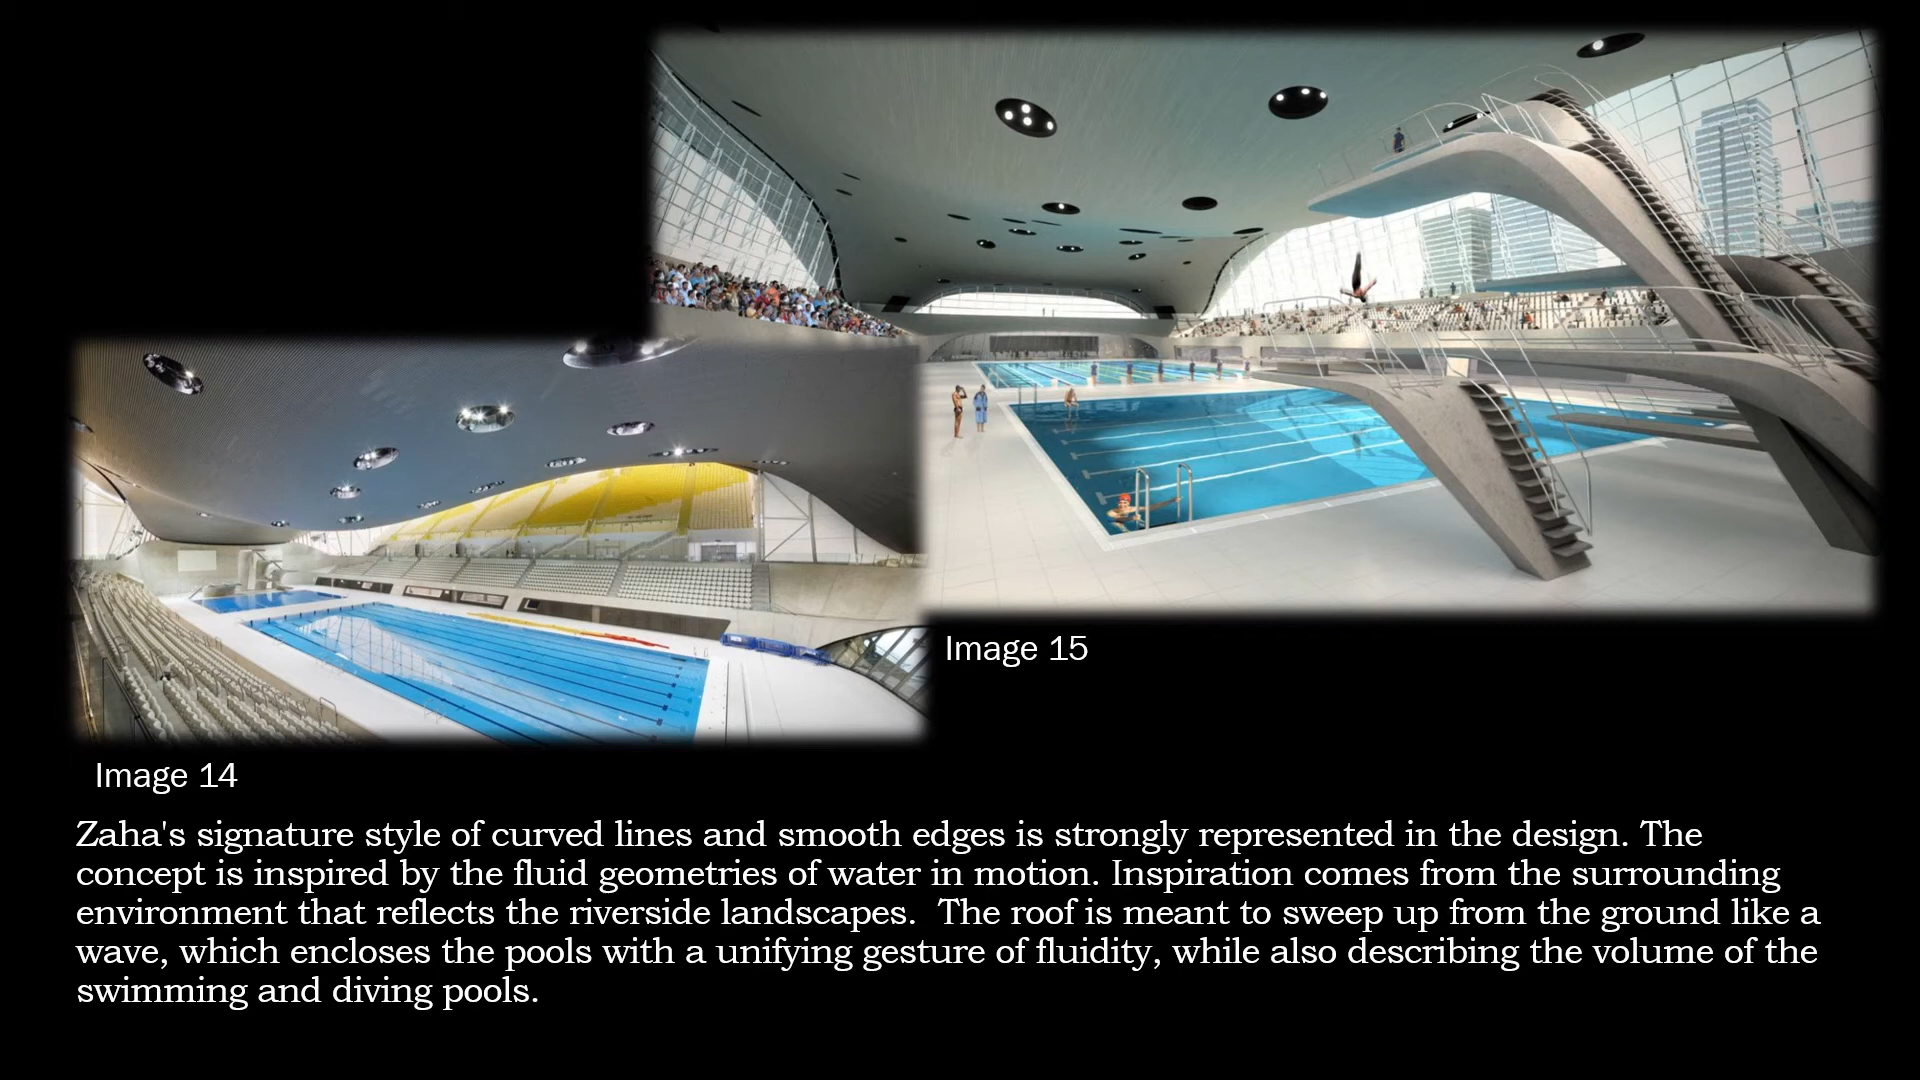 Image 15
Image 14
Zaha's signature style of curved lines and smooth edges is strongly represented in the design. The
concept is inspired by the fluid geometries of water in motion. Inspiration comes from the surrounding
environment that reflects the riverside landscapes.  The roof is meant to sweep up from the ground like a
wave, which encloses the pools with a unifying gesture of fluidity, while also describing the volume of the
swimming and diving pools.